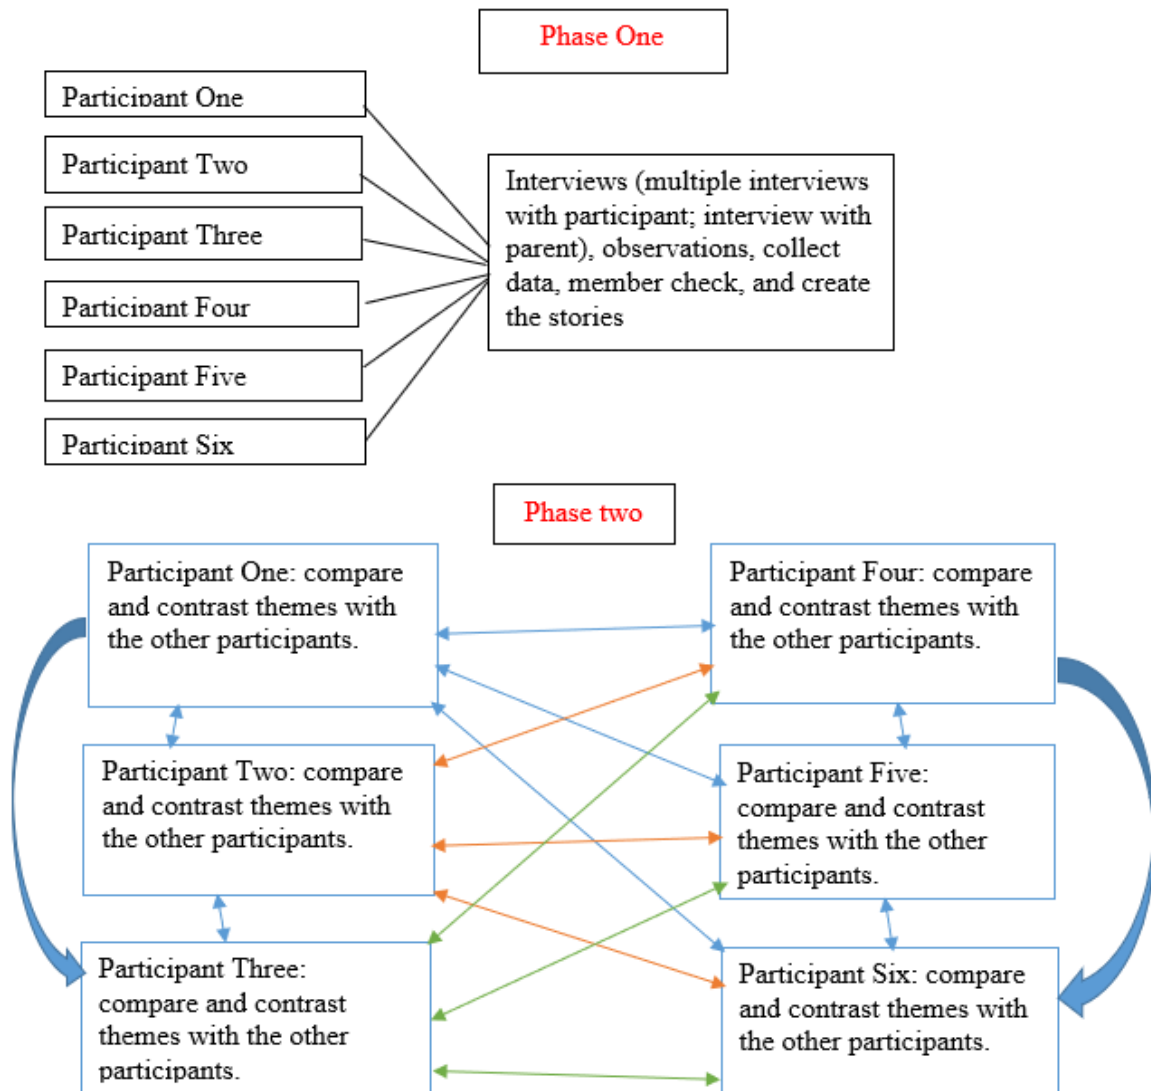 Phase One
Participant One
Participant Two
Participant Three
Participant Four
Participant Five
Participant Six
Interviews (multiple interviews
with participant; interview with
parent), observations, collect
data, member check, and create
the stories
Phase two
Participant One: compare
and contrast themes with
the other participants.
Participant Two: compare
and contrast themes with
the other participants.
Participant Three:
compare and contrast
themes with the other
participants.
Participant Four: compare
and contrast themes with
the other participants.
Participant Five:
compare and contrast
themes with the other
participants.
Participant Six: compare
and contrast themes with
the other participants.